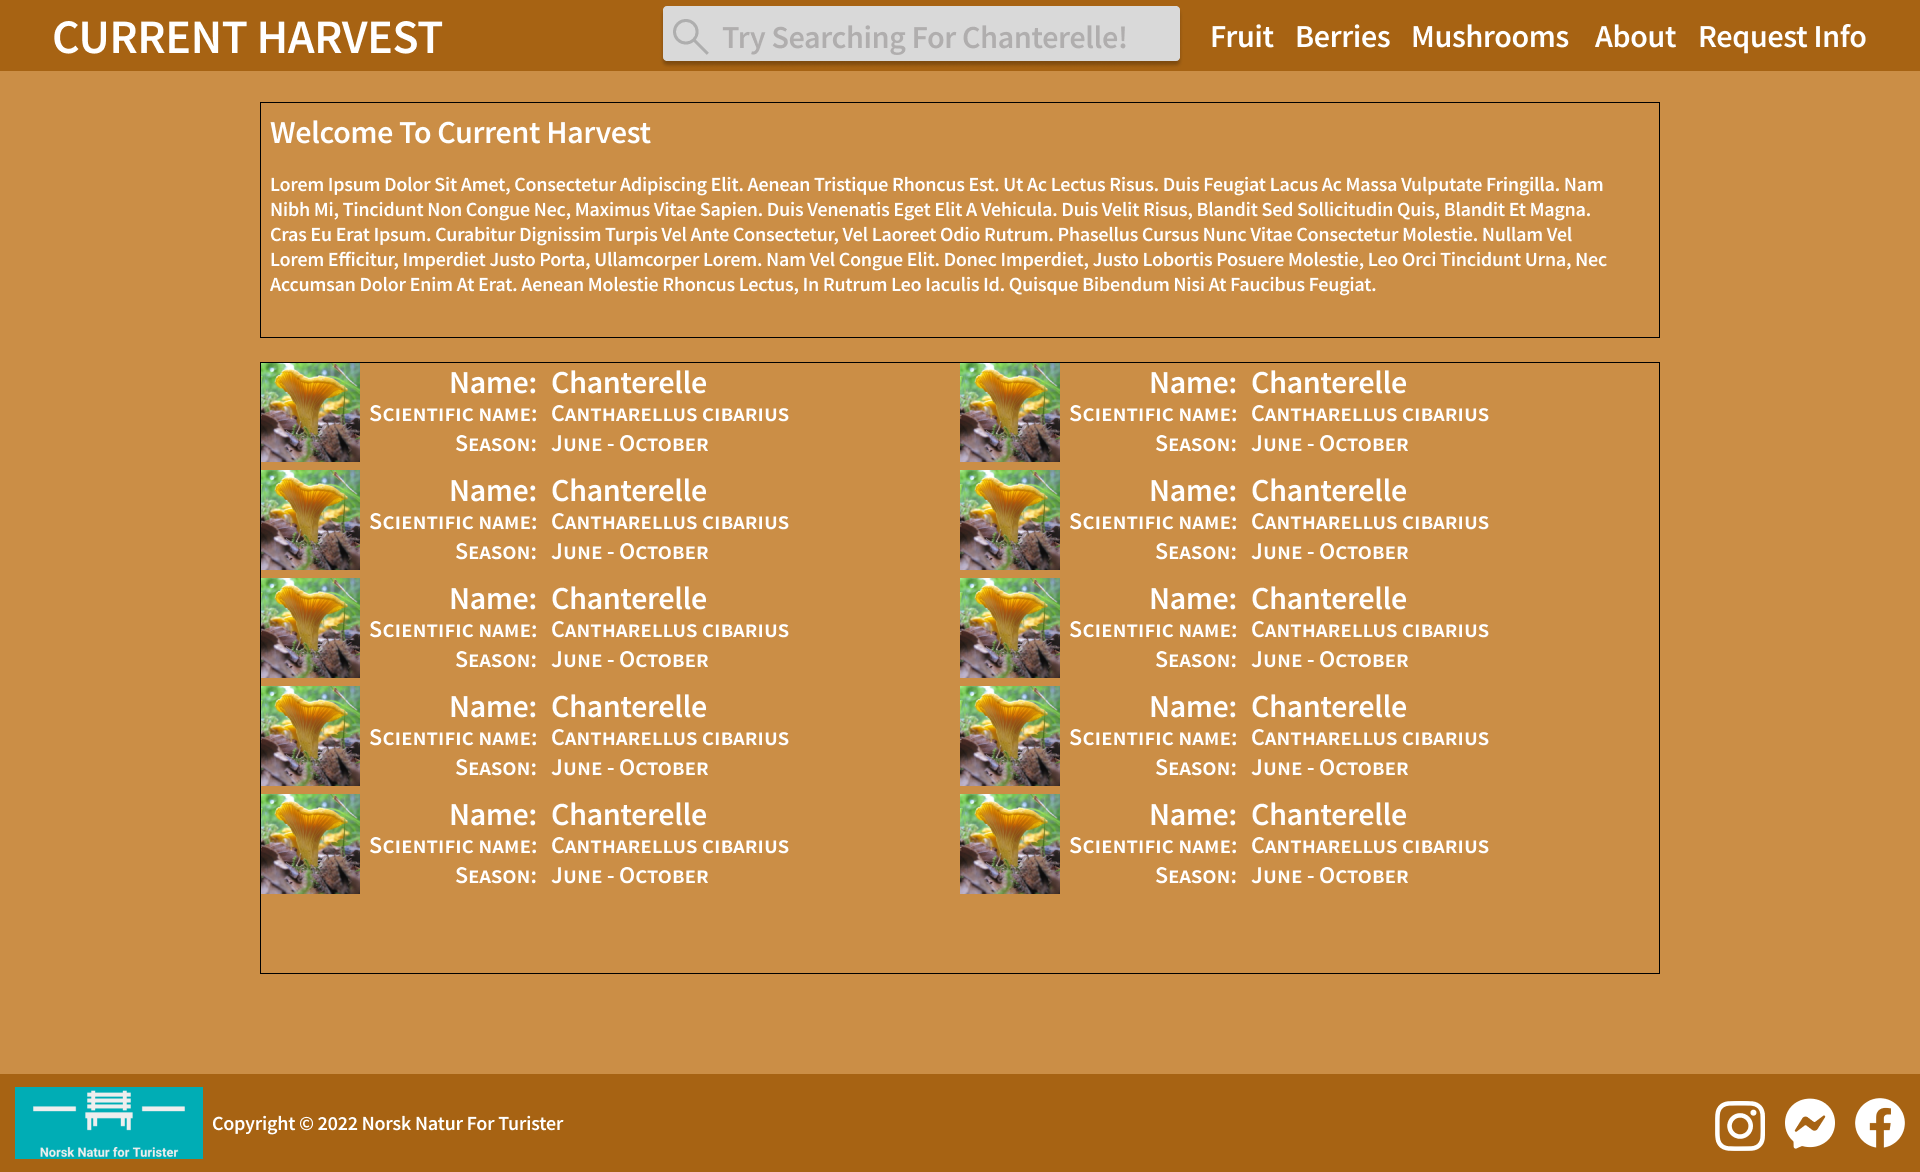 CURRENT HARVEST
Try Searching For Chanterelle!
Fruit Berries Mushrooms About Request Info
Welcome To Current Harvest
Lorem Ipsum Dolor Sit Amet, Consectetur Adipiscing Elit. Aenean Tristique Rhoncus Est. Ut Ac Lectus Risus. Duis Feugiat Lacus Ac Massa Vulputate Fringilla. Nam
Nibh Mi, Tincidunt Non Congue Nec, Maximus Vitae Sapien. Duis Venenatis Eget Elit A Vehicula. Duis Velit Risus, Blandit Sed Sollicitudin Quis, Blandit Et Magna.
Cras Eu Erat Ipsum. Curabitur Dignissim Turpis Vel Ante Consectetur, Vel Laoreet Odio Rutrum. Phasellus Cursus Nunc Vitae Consectetur Molestie. Nullam Vel
Lorem Efficitur, Imperdiet Justo Porta, Ullamcorper Lorem. Nam Vel Congue Elit. Donec Imperdiet, Justo Lobortis Posuere Molestie, Leo Orci Tincidunt Urna, Nec
Accumsan Dolor Enim At Erat. Aenean Molestie Rhoncus Lectus, In Rutrum Leo Iaculis Id. Quisque Bibendum Nisi At Faucibus Feugiat.
Name: Chanterelle
Scientific name: Cantharellus cibarius
Season: June - October
Name: Chanterelle
Scientific name: Cantharellus cibarius
Season: June - October
Name: Chanterelle
Scientific name: Cantharellus cibarius
Season: June - October
Name: Chanterelle
Scientific name: Cantharellus cibarius
Season: June - October
Name: Chanterelle
Scientific name: Cantharellus cibarius
Season: June - October
Name: Chanterelle
Scientific name: Cantharellus cibarius
Season: June - October
Name: Chanterelle
Scientific name: Cantharellus cibarius
Season: June - October
Name: Chanterelle
Scientific name: Cantharellus cibarius
Season: June - October
Name: Chanterelle
Scientific name: Cantharellus cibarius
Season: June - October
Name: Chanterelle
Scientific name: Cantharellus cibarius
Season: June - October
Norsk Natur for Turister
Copyright © 2022 Norsk Natur For Turister